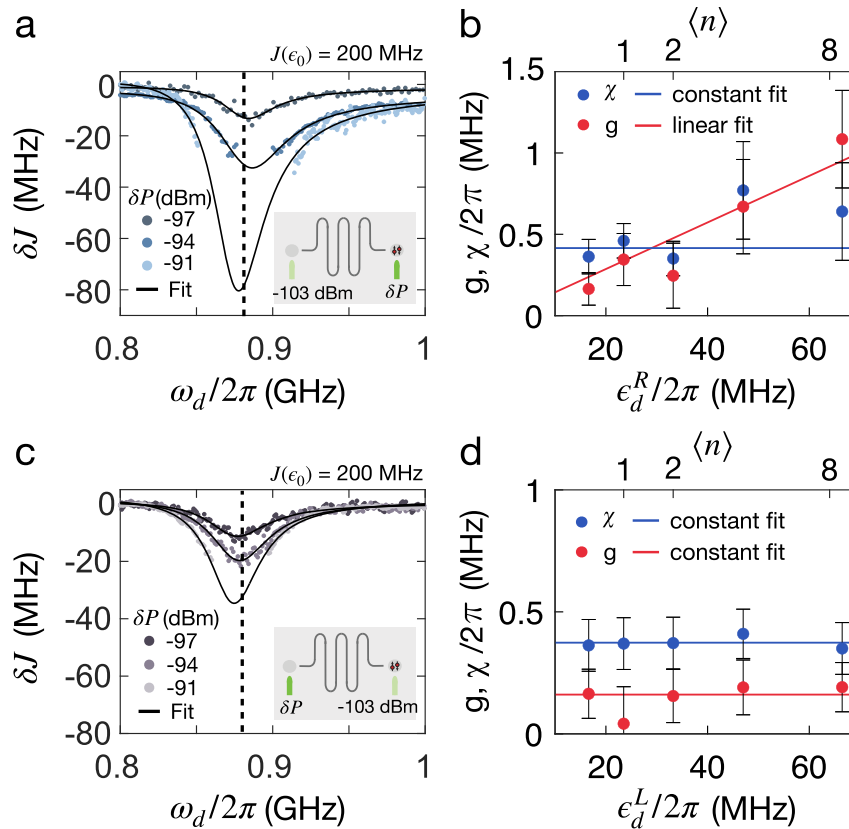 a
J(ϵ₀) = 200 MHz
0
-20
-40
-60
-80
δJ (MHz)
δP (dBm)
-97
-94
-91
Fit
-103 dBm
δP
0.8
0.9
1
ω_d/2π (GHz)
b
⟨n⟩
1
2
8
1.5
1
0.5
0
g, χ/2π (MHz)
χ
constant fit
g
linear fit
20
40
60
ϵ_d^R/2π (MHz)
c
J(ϵ₀) = 200 MHz
0
-20
-40
-60
-80
δJ (MHz)
δP (dBm)
-97
-94
-91
Fit
δP
-103 dBm
0.8
0.9
1
ω_d/2π (GHz)
d
⟨n⟩
1
2
8
1
0.5
0
g, χ/2π (MHz)
χ
constant fit
g
constant fit
20
40
60
ϵ_d^L/2π (MHz)